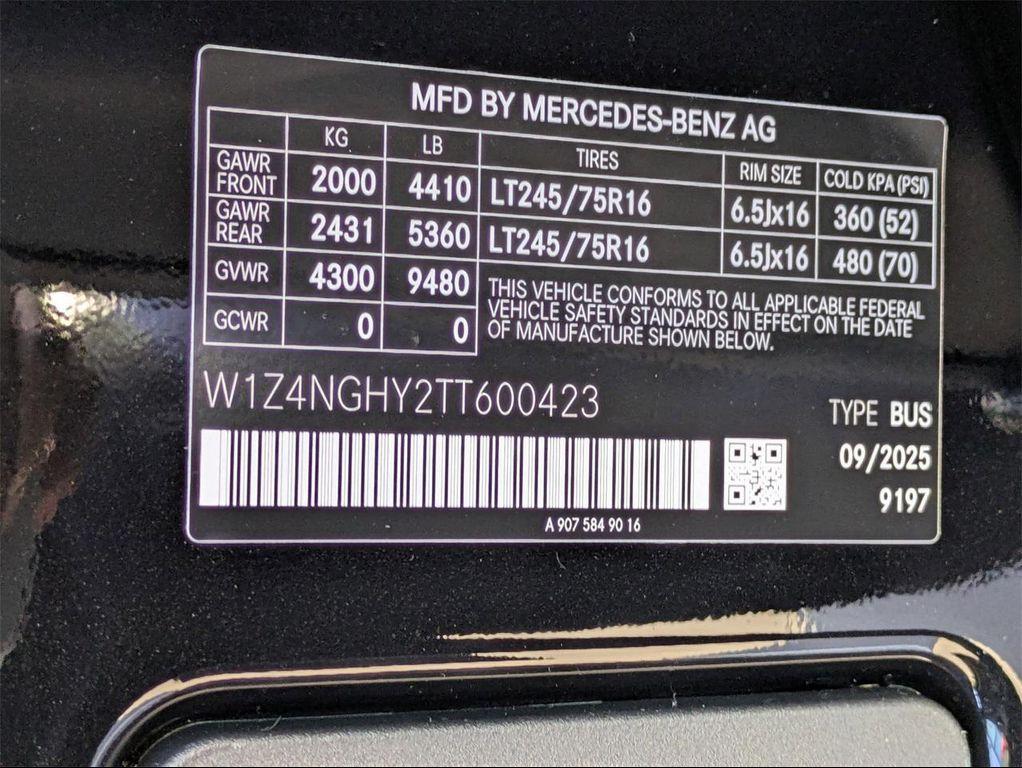 MFD BY MERCEDES-BENZ AG
KG LB TIRES RIM SIZE COLD KPA (PSI)
GAWR FRONT 2000 4410 LT245/75R16 6.5Jx16 360 (52)
GAWR REAR 2431 5360 LT245/75R16 6.5Jx16 480 (70)
GVWR 4300 9480
GCWR 0 0
THIS VEHICLE CONFORMS TO ALL APPLICABLE FEDERAL
VEHICLE SAFETY STANDARDS IN EFFECT ON THE DATE
OF MANUFACTURE SHOWN BELOW.
W1Z4NGHY2TT600423
TYPE BUS
09/2025
9197
A 907 584 90 16